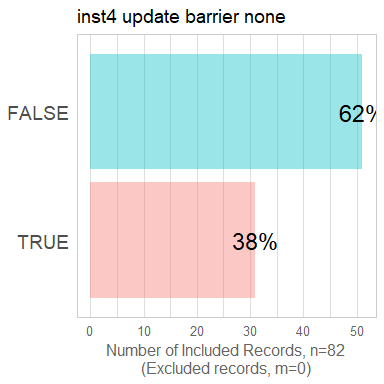 inst4 update barrier none
FALSE
62%
TRUE
38%
0 10 20 30 40 50
Number of Included Records, n=82
(Excluded records, m=0)